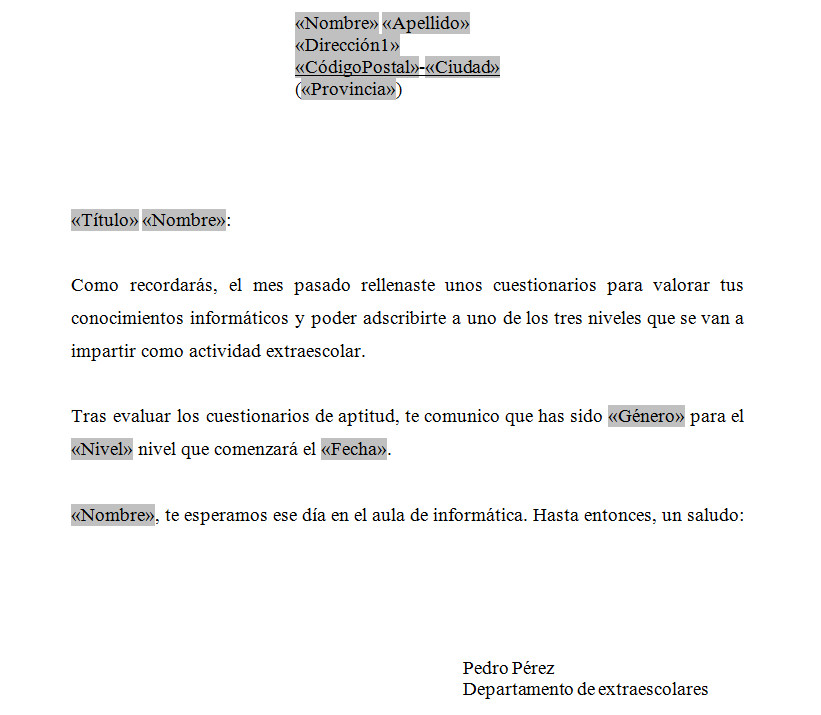 «Nombre» «Apellido»
«Dirección1»
«CódigoPostal»-«Ciudad»
(«Provincia»)
«Título» «Nombre»:
Como recordarás, el mes pasado rellenaste unos cuestionarios para valorar tus
conocimientos informáticos y poder adscribirte a uno de los tres niveles que se van a
impartir como actividad extraescolar.
Tras evaluar los cuestionarios de aptitud, te comunico que has sido «Género» para el
«Nivel» nivel que comenzará el «Fecha».
«Nombre», te esperamos ese día en el aula de informática. Hasta entonces, un saludo:
Pedro Pérez
Departamento de extraescolares